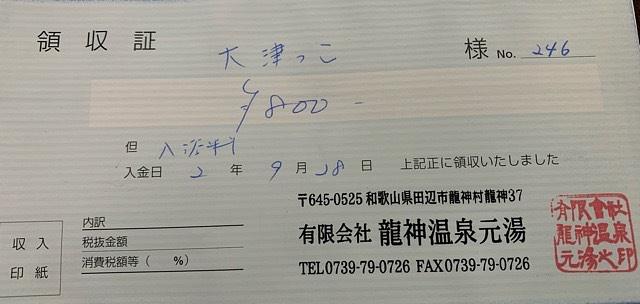 領収証 大津っこ 様 No. 246
¥800-
但 入浴料
入金日 2 年 9 月 28 日 上記正に領収いたしました
〒645-0525 和歌山県田辺市龍神村龍神37
有限会社 龍神温泉元湯
TEL0739-79-0726 FAX0739-79-0726
収入
印紙
内訳
税抜金額
消費税額等( %)
有限会社
龍神温泉
元湯之印